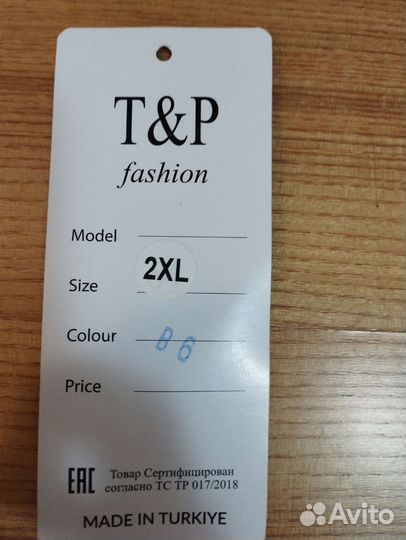 T&P
fashion
Model
Size 2XL
Colour B6
Price
EAC Товар Сертифицирован
согласно ТС ТР 017/2018
MADE IN TURKIYE
Avito